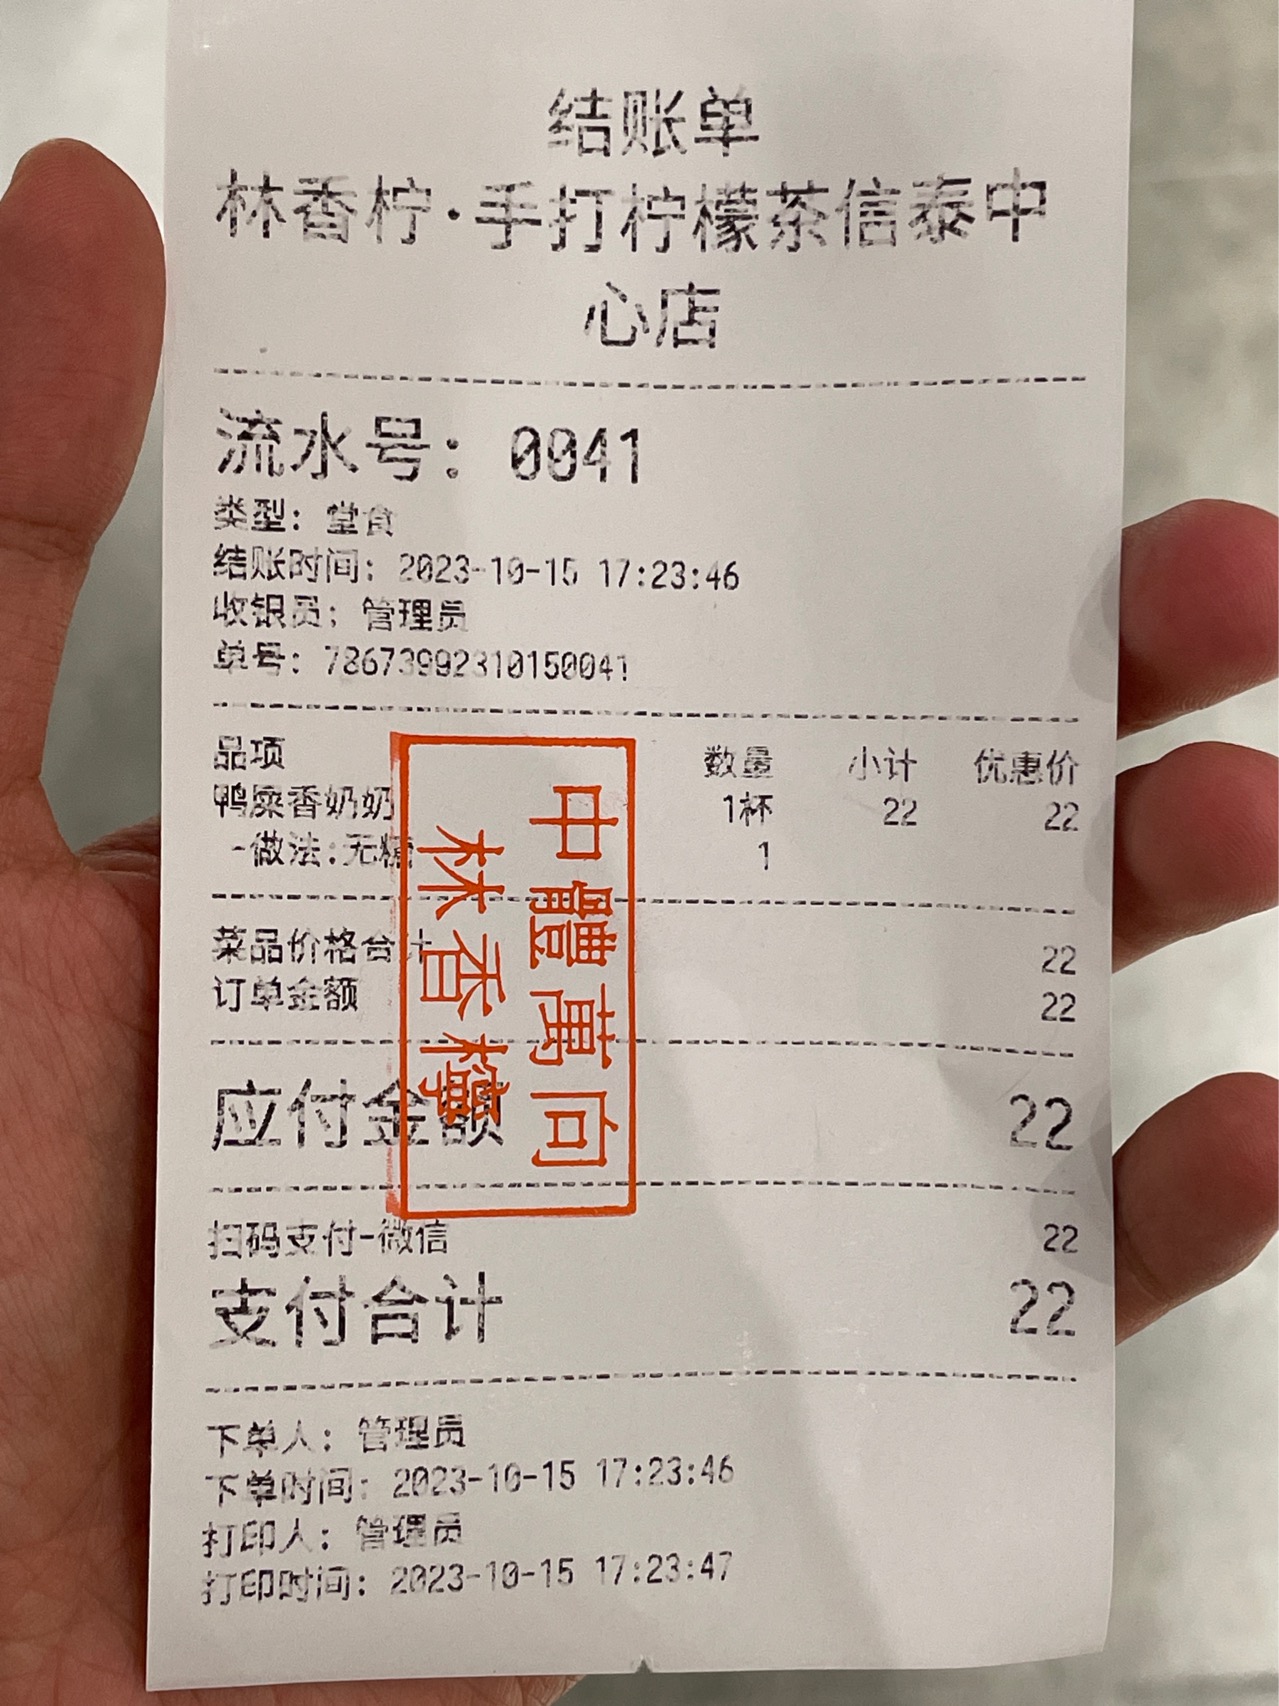 结账单
林香柠·手打柠檬茶信泰中
心店
流水号：0041
类型：堂食
结账时间：2023-10-15 17:23:46
收银员：管理员
单号：78673992310150041
品项 数量 小计 优惠价
鸭屎香奶奶 1杯 22 22
-做法:无糖 1
菜品价格合计 22
订单金额 22
应付金额 22
扫码支付-微信 22
支付合计 22
下单人：管理员
下单时间：2023-10-15 17:23:46
打印人：管理员
打印时间：2023-10-15 17:23:47
中體萬向
林香檸